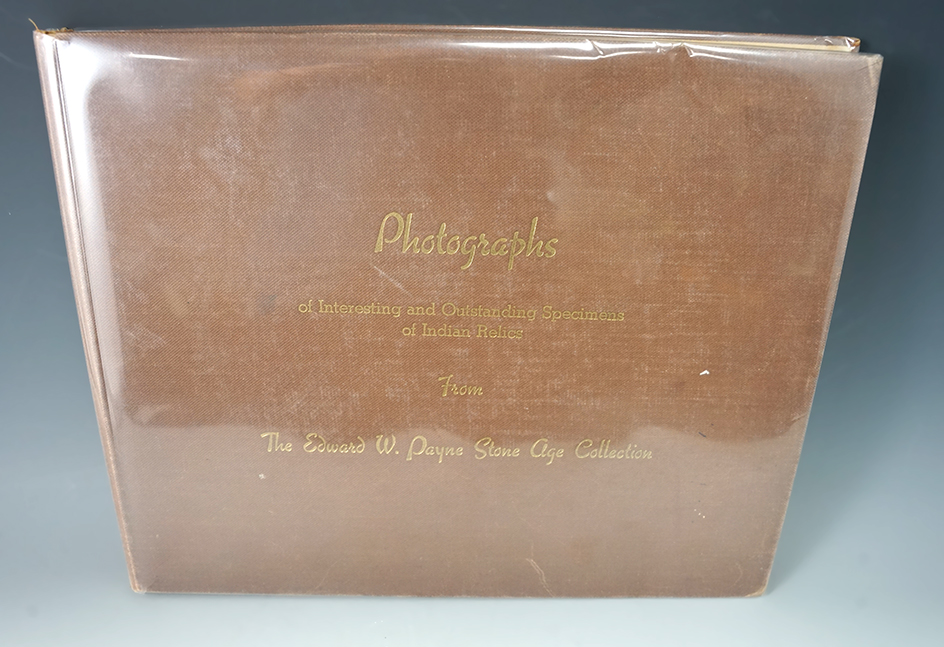 Photographs
of Interesting and Outstanding Specimens
of Indian Relics
From
The Edward W. Payne Stone Age Collection